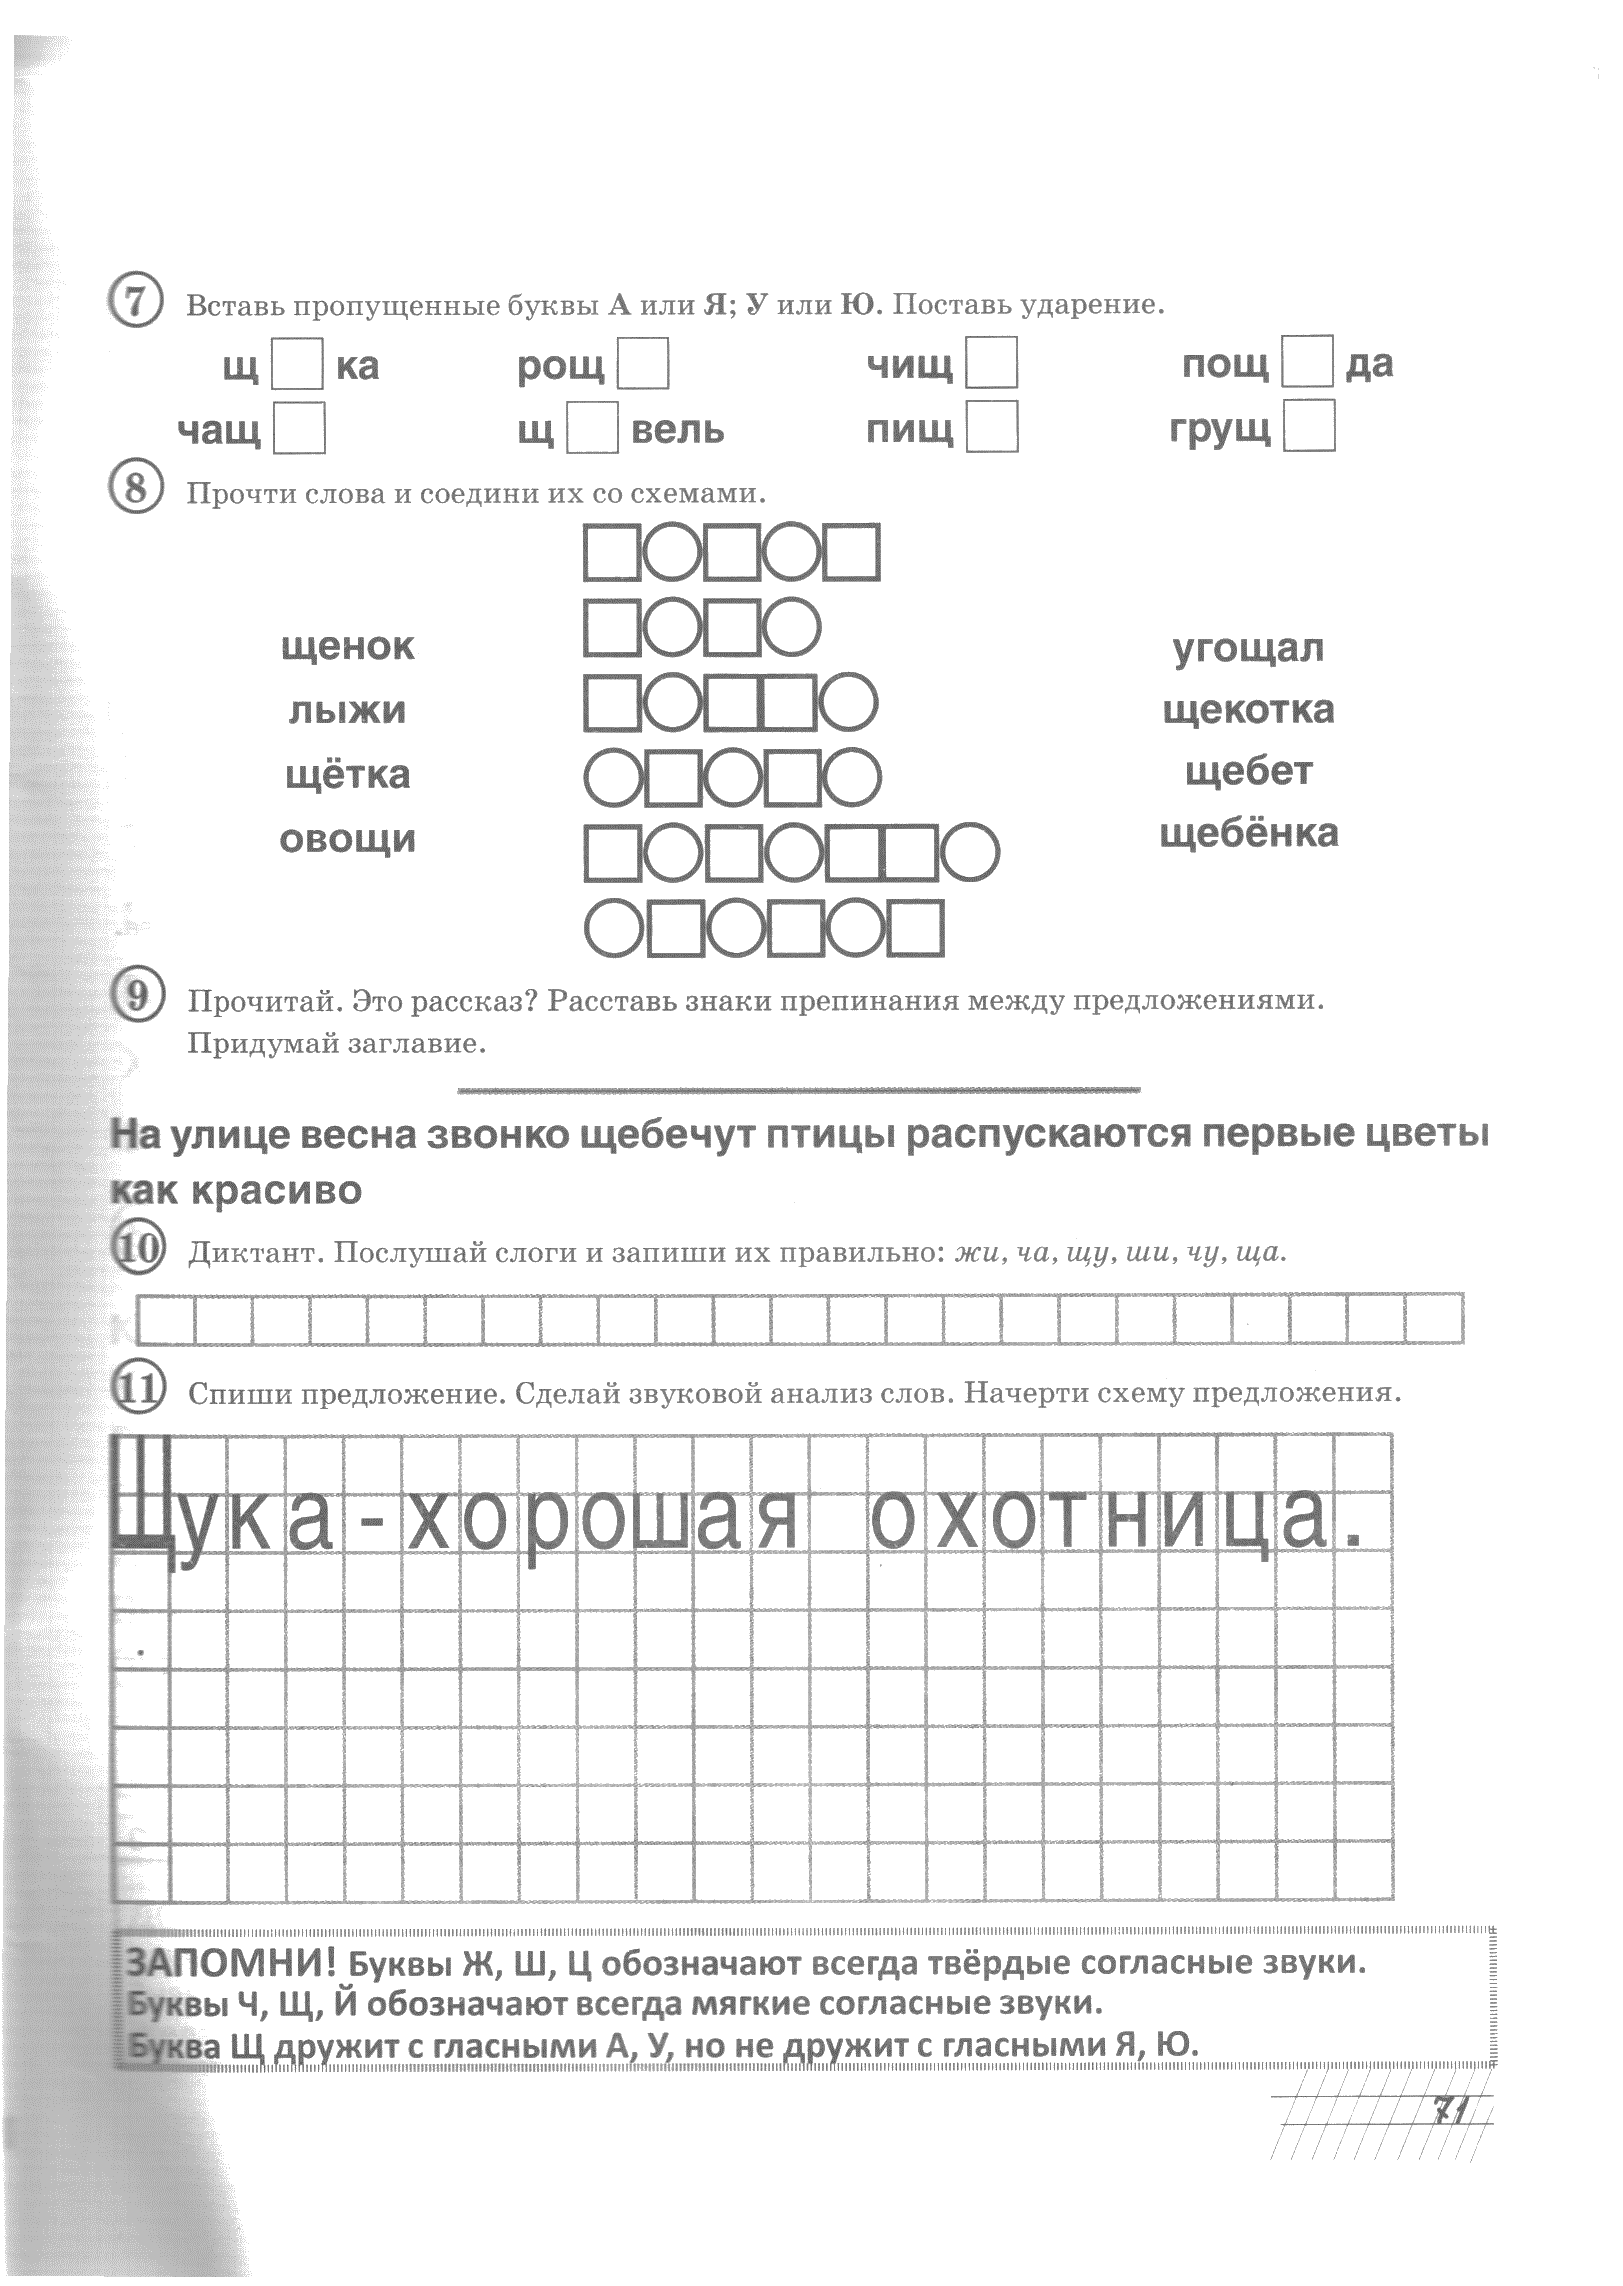 7 Вставь пропущенные буквы А или Я; У или Ю. Поставь ударение.
щ ка рощ чищ пощ да
чащ щ вель пищ грущ
8 Прочти слова и соедини их со схемами.
щенок угощал
лыжи щекотка
щётка щебет
овощи щебёнка
9 Прочитай. Это рассказ? Расставь знаки препинания между предложениями.
Придумай заглавие.
На улице весна звонко щебечут птицы распускаются первые цветы
как красиво
10 Диктант. Послушай слоги и запиши их правильно: жи, ча, щу, ши, чу, ща.
11 Спиши предложение. Сделай звуковой анализ слов. Начерти схему предложения.
Щука-хорошая охотница.
ЗАПОМНИ! Буквы Ж, Ш, Ц обозначают всегда твёрдые согласные звуки.
Буквы Ч, Щ, Й обозначают всегда мягкие согласные звуки.
Буква Щ дружит с гласными А, У, но не дружит с гласными Я, Ю.
71